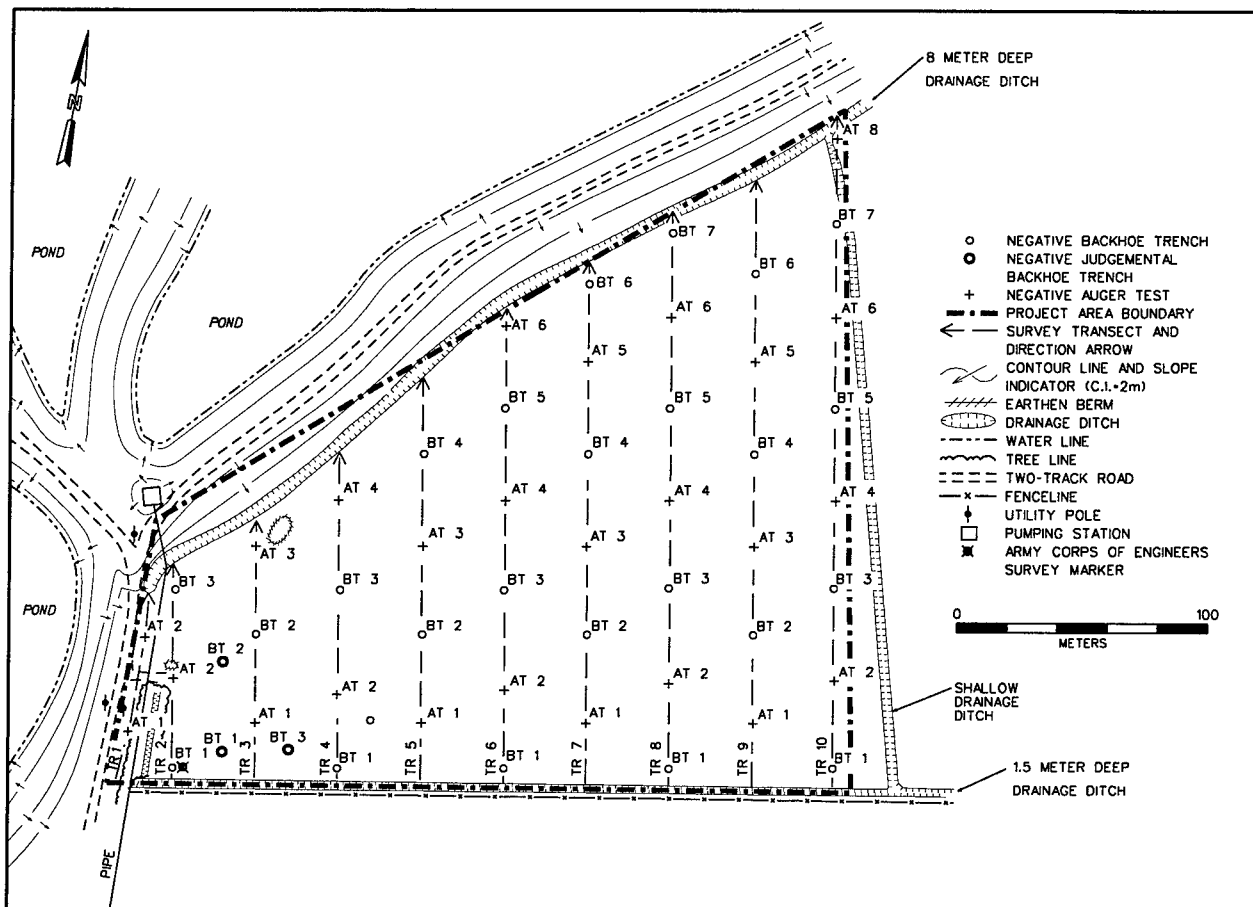 8 METER DEEP
DRAINAGE DITCH
N
AT 8
POND
BT 7
BT 7
NEGATIVE BACKHOE TRENCH
NEGATIVE JUDGEMENTAL
BACKHOE TRENCH
NEGATIVE AUGER TEST
PROJECT AREA BOUNDARY
SURVEY TRANSECT AND
DIRECTION ARROW
CONTOUR LINE AND SLOPE
INDICATOR (C.I.=2m)
EARTHEN BERM
DRAINAGE DITCH
WATER LINE
TREE LINE
TWO-TRACK ROAD
FENCELINE
UTILITY POLE
PUMPING STATION
ARMY CORPS OF ENGINEERS
SURVEY MARKER
0 100
METERS
POND
BT 6
BT 6
AT 6
AT 6
AT 6
AT 5
AT 5
BT 5
BT 5
BT 5
BT 4
BT 4
BT 4
AT 4
AT 4
AT 4
AT 4
AT 3
AT 3
AT 3
AT 3
BT 3
BT 3
BT 3
BT 3
BT 3
POND
AT 2
BT 2
BT 2
BT 2
BT 2
BT 2
AT 2
AT 2
AT 2
AT 2
AT 2
SHALLOW
DRAINAGE
DITCH
AT 1
AT 1
AT 1
AT 1
AT 1
BT 1
BT 1
BT 3
BT 1
BT 1
BT 1
BT 1
TR 1
TR 2
TR 3
TR 4
TR 5
TR 6
TR 7
TR 8
TR 9
TR 10
1.5 METER DEEP
DRAINAGE DITCH
PIPE